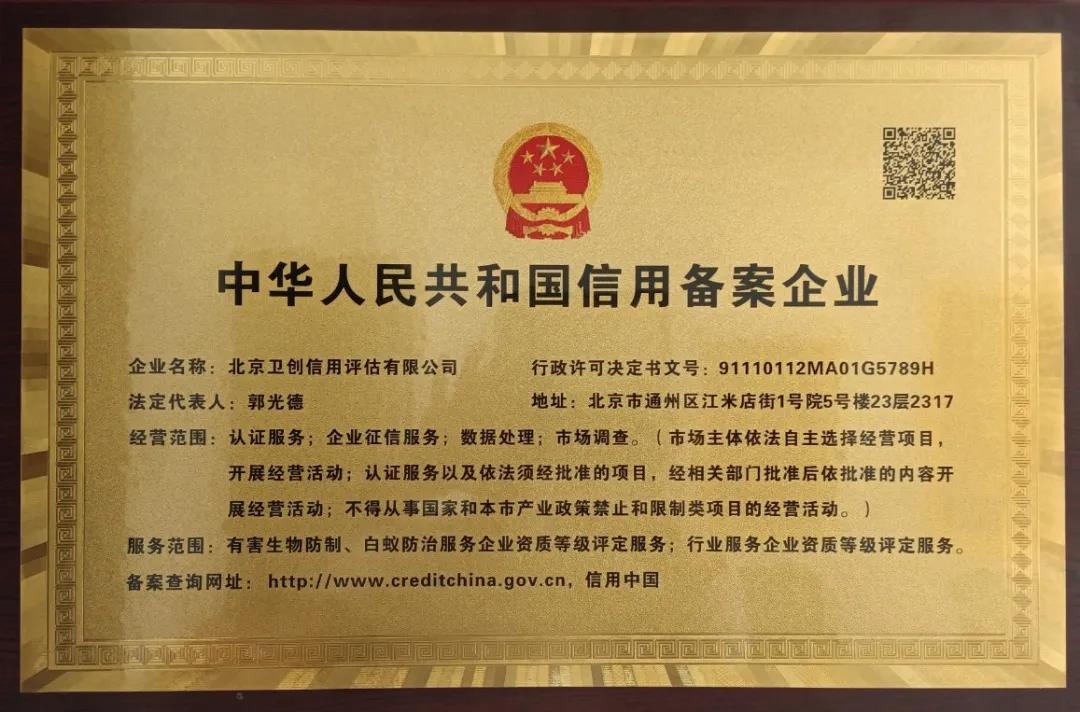 中华人民共和国信用备案企业
企业名称：北京卫创信用评估有限公司
行政许可决定书文号：91110112MA01G5789H
法定代表人：郭光德
地址：北京市通州区江米店街1号院5号楼23层2317
经营范围：认证服务；企业征信服务；数据处理；市场调查。（市场主体依法自主选择经营项目，
开展经营活动；认证服务以及依法须经批准的项目，经相关部门批准后依批准的内容开
展经营活动；不得从事国家和本市产业政策禁止和限制类项目的经营活动。）
服务范围：有害生物防制、白蚁防治服务企业资质等级评定服务；行业服务企业资质等级评定服务。
备案查询网址：http://www.creditchina.gov.cn，信用中国